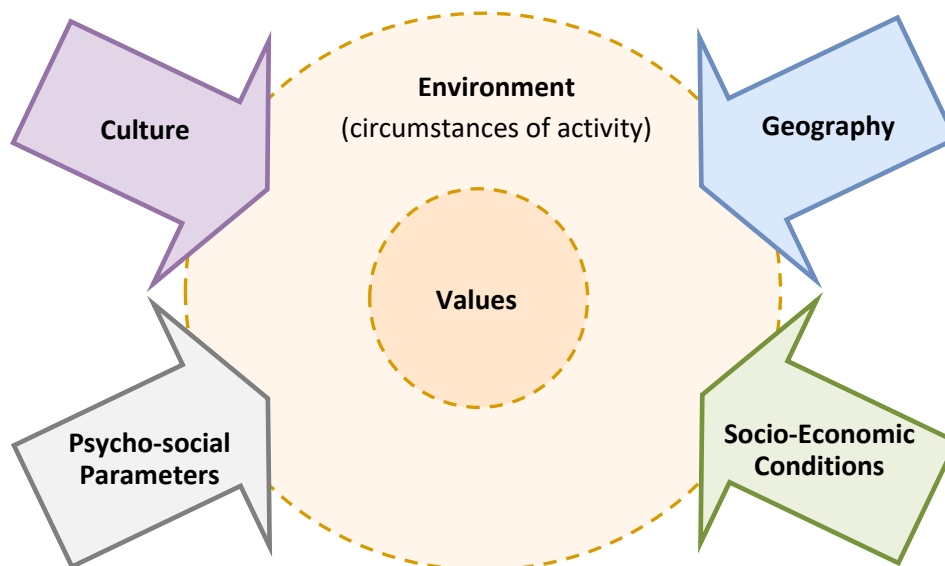 Environment
(circumstances of activity)
Culture
Geography
Values
Psycho-social
Parameters
Socio-Economic
Conditions